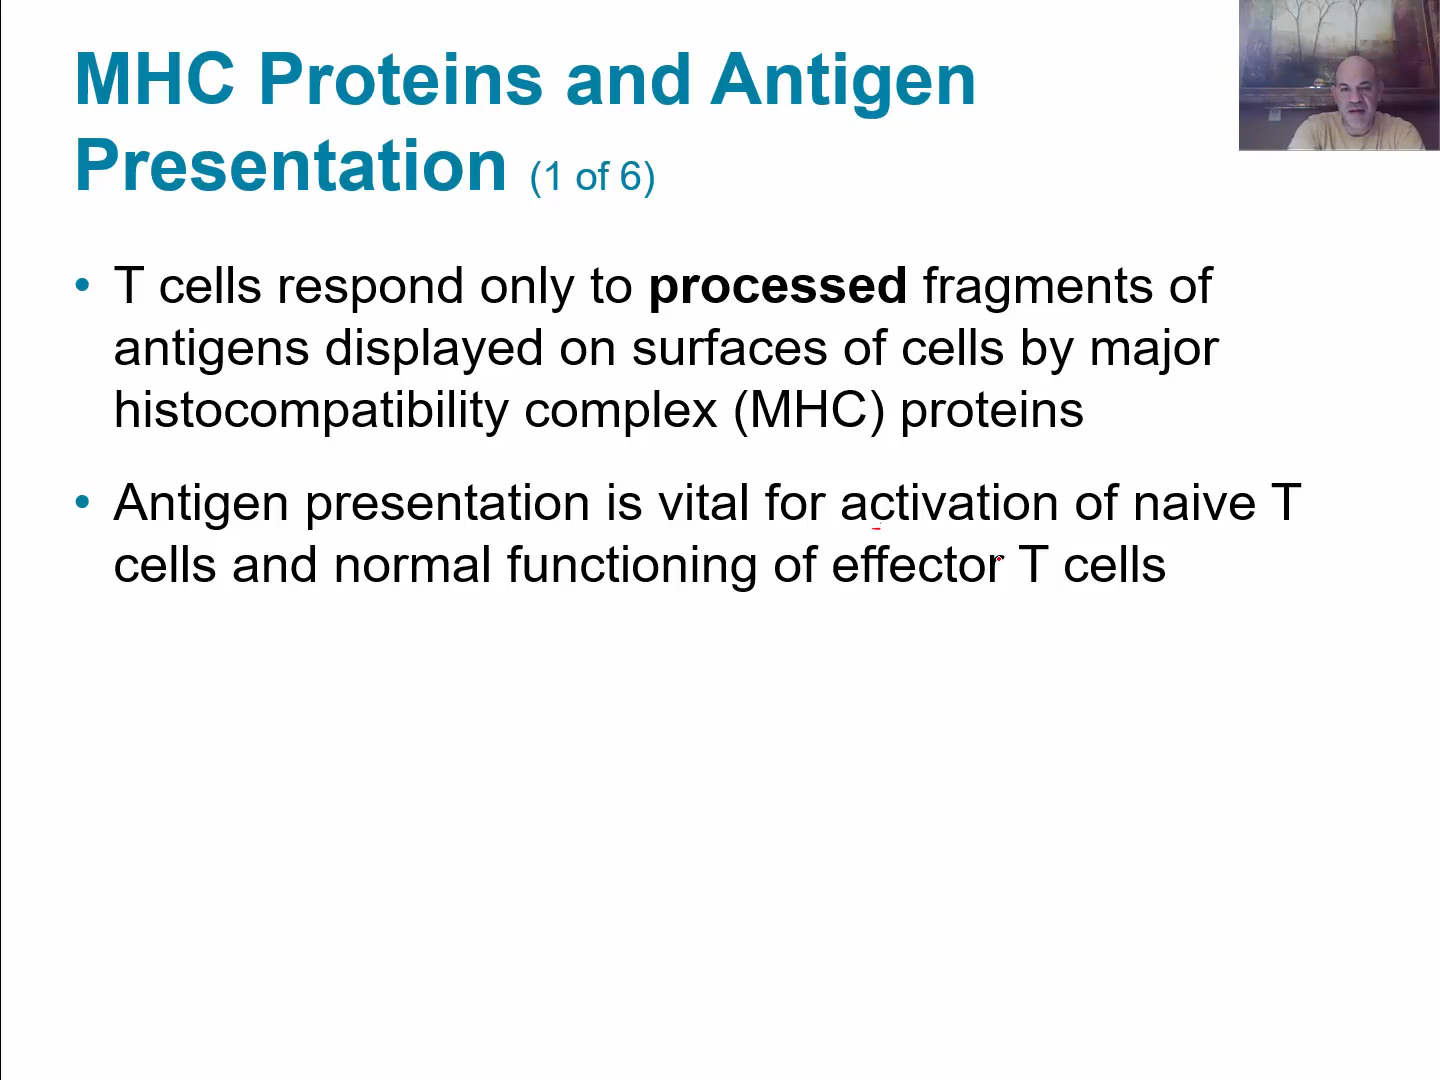 MHC Proteins and Antigen
Presentation (1 of 6)
• T cells respond only to processed fragments of
antigens displayed on surfaces of cells by major
histocompatibility complex (MHC) proteins
• Antigen presentation is vital for activation of naive T
cells and normal functioning of effector T cells